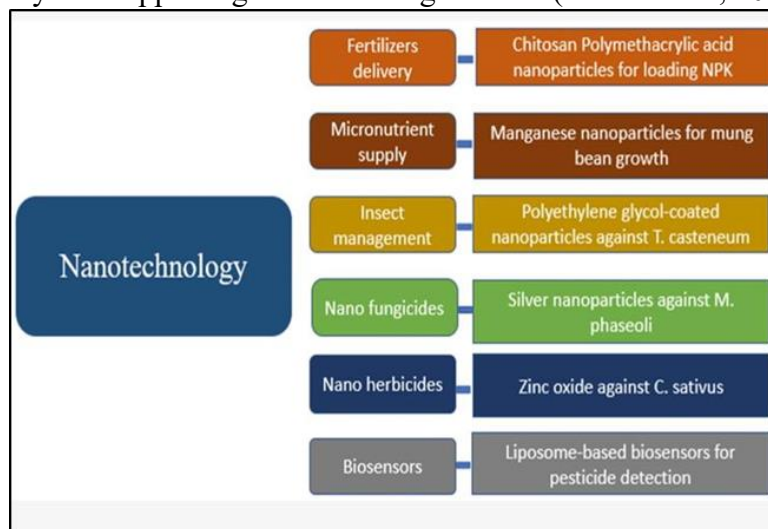 Nanotechnology
Fertilizers
delivery
Chitosan Polymethacrylic acid
nanoparticles for loading NPK
Micronutrient
supply
Manganese nanoparticles for mung
bean growth
Insect
management
Polyethylene glycol-coated
nanoparticles against T. casteneum
Nano fungicides
Silver nanoparticles against M.
phaseoli
Nano herbicides
Zinc oxide against C. sativus
Biosensors
Liposome-based biosensors for
pesticide detection